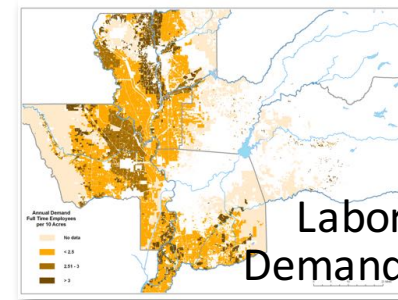 Annual Demand
Full Time Employees
per 10 Acres
No data
< 2.5
2.51 - 3
> 3
Labor
Demand